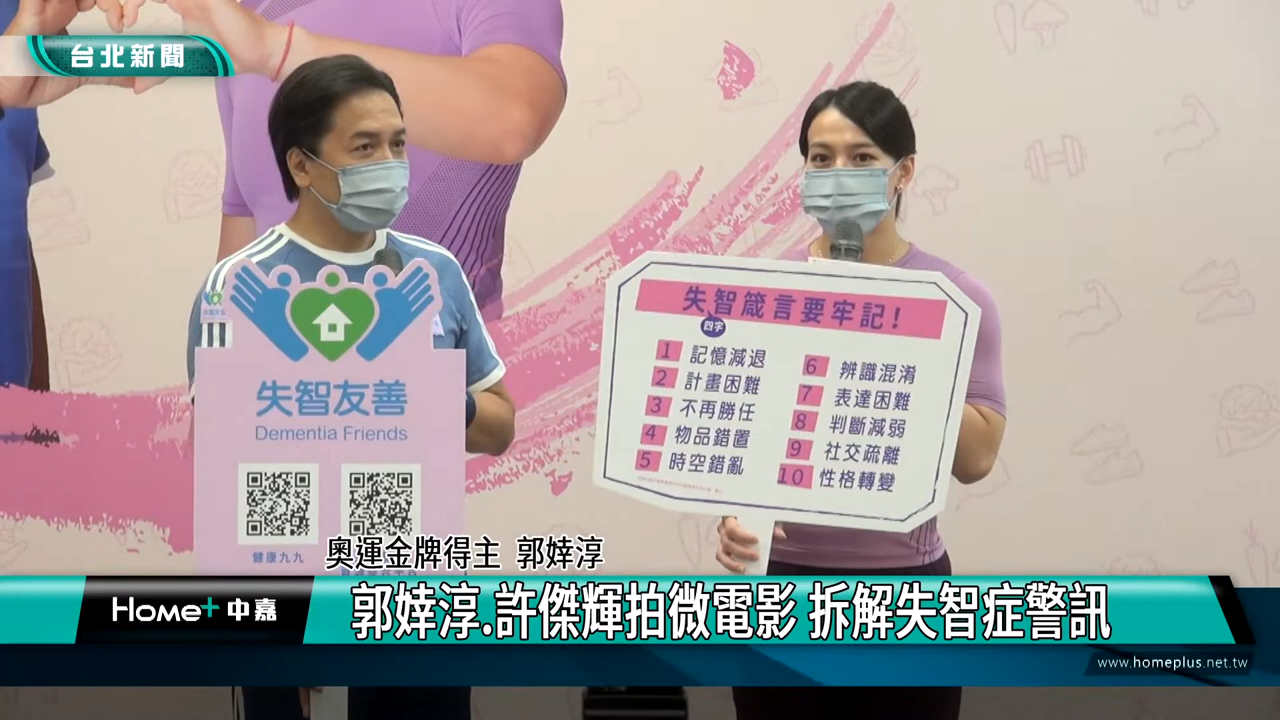 台北新聞
失智友善
Dementia Friends
健康九九
失智箴言要牢記!
四字
1 記憶減退
2 計畫困難
3 不再勝任
4 物品錯置
5 時空錯亂
6 辨識混淆
7 表達困難
8 判斷減弱
9 社交疏離
10 性格轉變
奧運金牌得主 郭婞淳
Home+ 中嘉
郭婞淳.許傑輝拍微電影 拆解失智症警訊
www.homeplus.net.tw